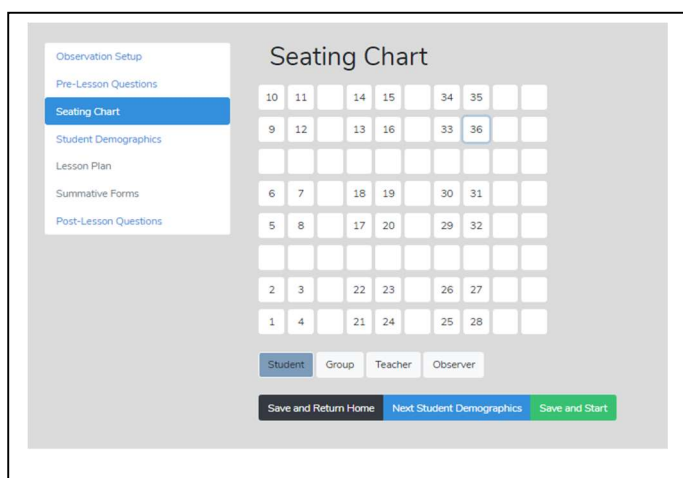 Observation Setup
Pre-Lesson Questions
Seating Chart
Student Demographics
Lesson Plan
Summative Forms
Post-Lesson Questions
Seating Chart
10 11 14 15 34 35
9 12 13 16 33 36
6 7 18 19 30 31
5 8 17 20 29 32
2 3 22 23 26 27
1 4 21 24 25 28
Student Group Teacher Observer
Save and Return Home Next Student Demographics Save and Start